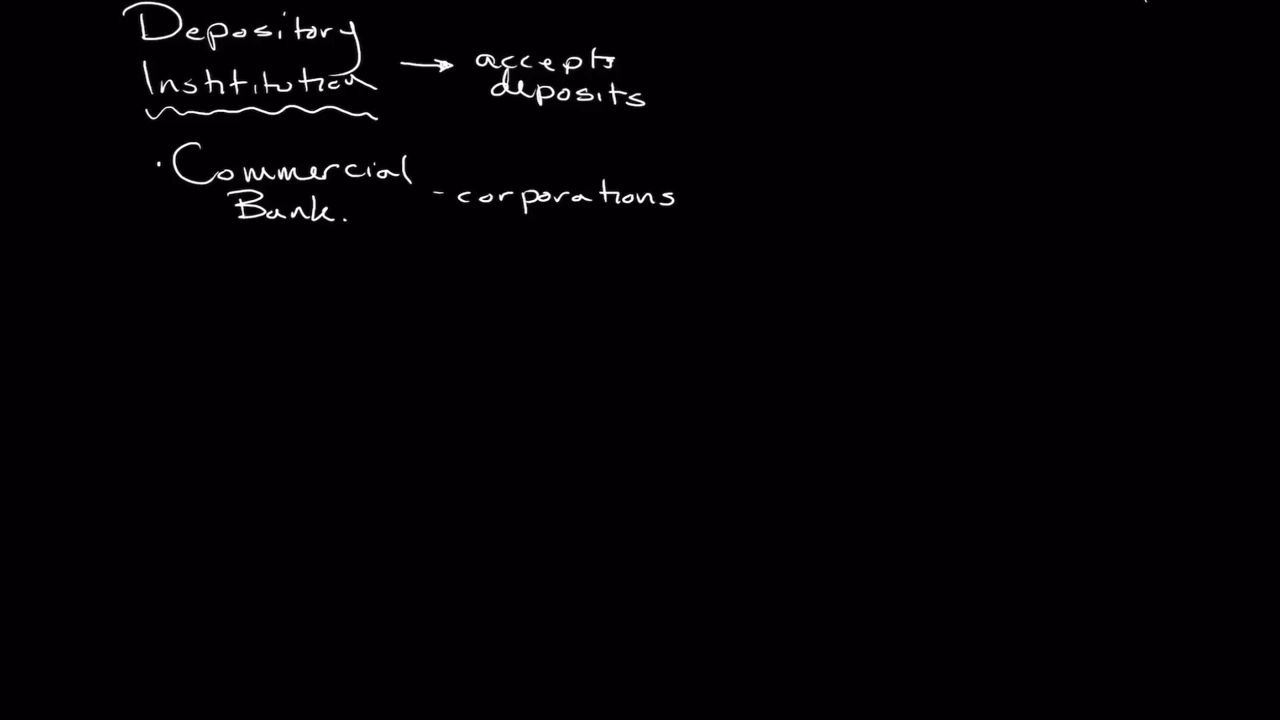 Depository
Institution → accepts
deposits
· Commercial
Bank. - corporations